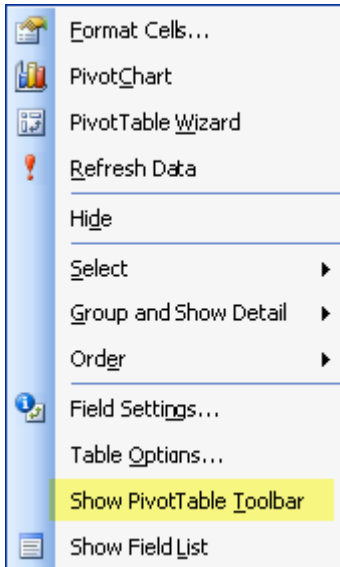 Format Cells...
PivotChart
PivotTable Wizard
Refresh Data
Hide
Select
Group and Show Detail
Order
Field Settings...
Table Options...
Show PivotTable Toolbar
Show Field List